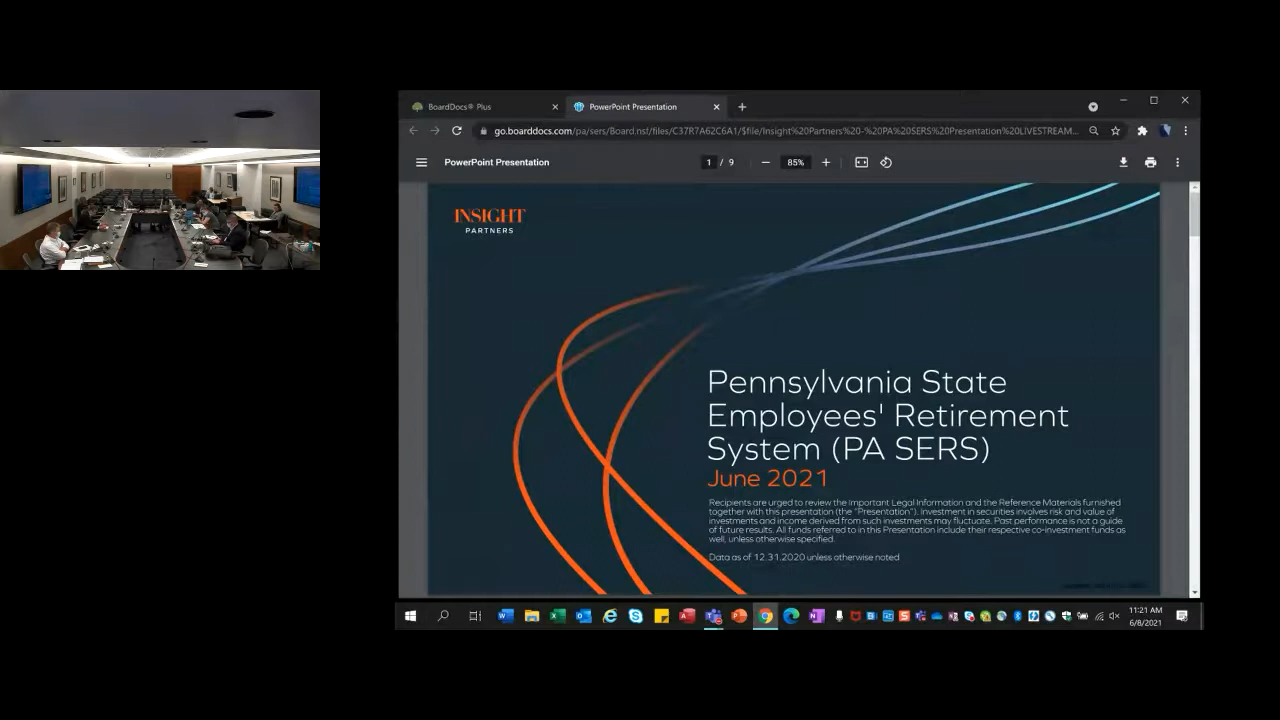 BoardDocs® Plus
PowerPoint Presentation
go.boarddocs.com/pa/sers/Board.nsf/files/C37R7A62C6A1/$file/Insight%20Partners%20-%20PA%20SERS%20Presentation%20LIVESTREAM...
PowerPoint Presentation
1 / 9
85%
INSIGHT
PARTNERS
Pennsylvania State
Employees' Retirement
System (PA SERS)
June 2021
Recipients are urged to review the Important Legal Information and the Reference Materials furnished
together with this presentation (the "Presentation"). Investment in securities involves risk and value of
investments and income derived from such investments may fluctuate. Past performance is not a guide
of future results. All funds referred to in this Presentation include their respective co-investment funds as
well, unless otherwise specified.
Data as of 12.31.2020 unless otherwise noted
11:21 AM
6/8/2021